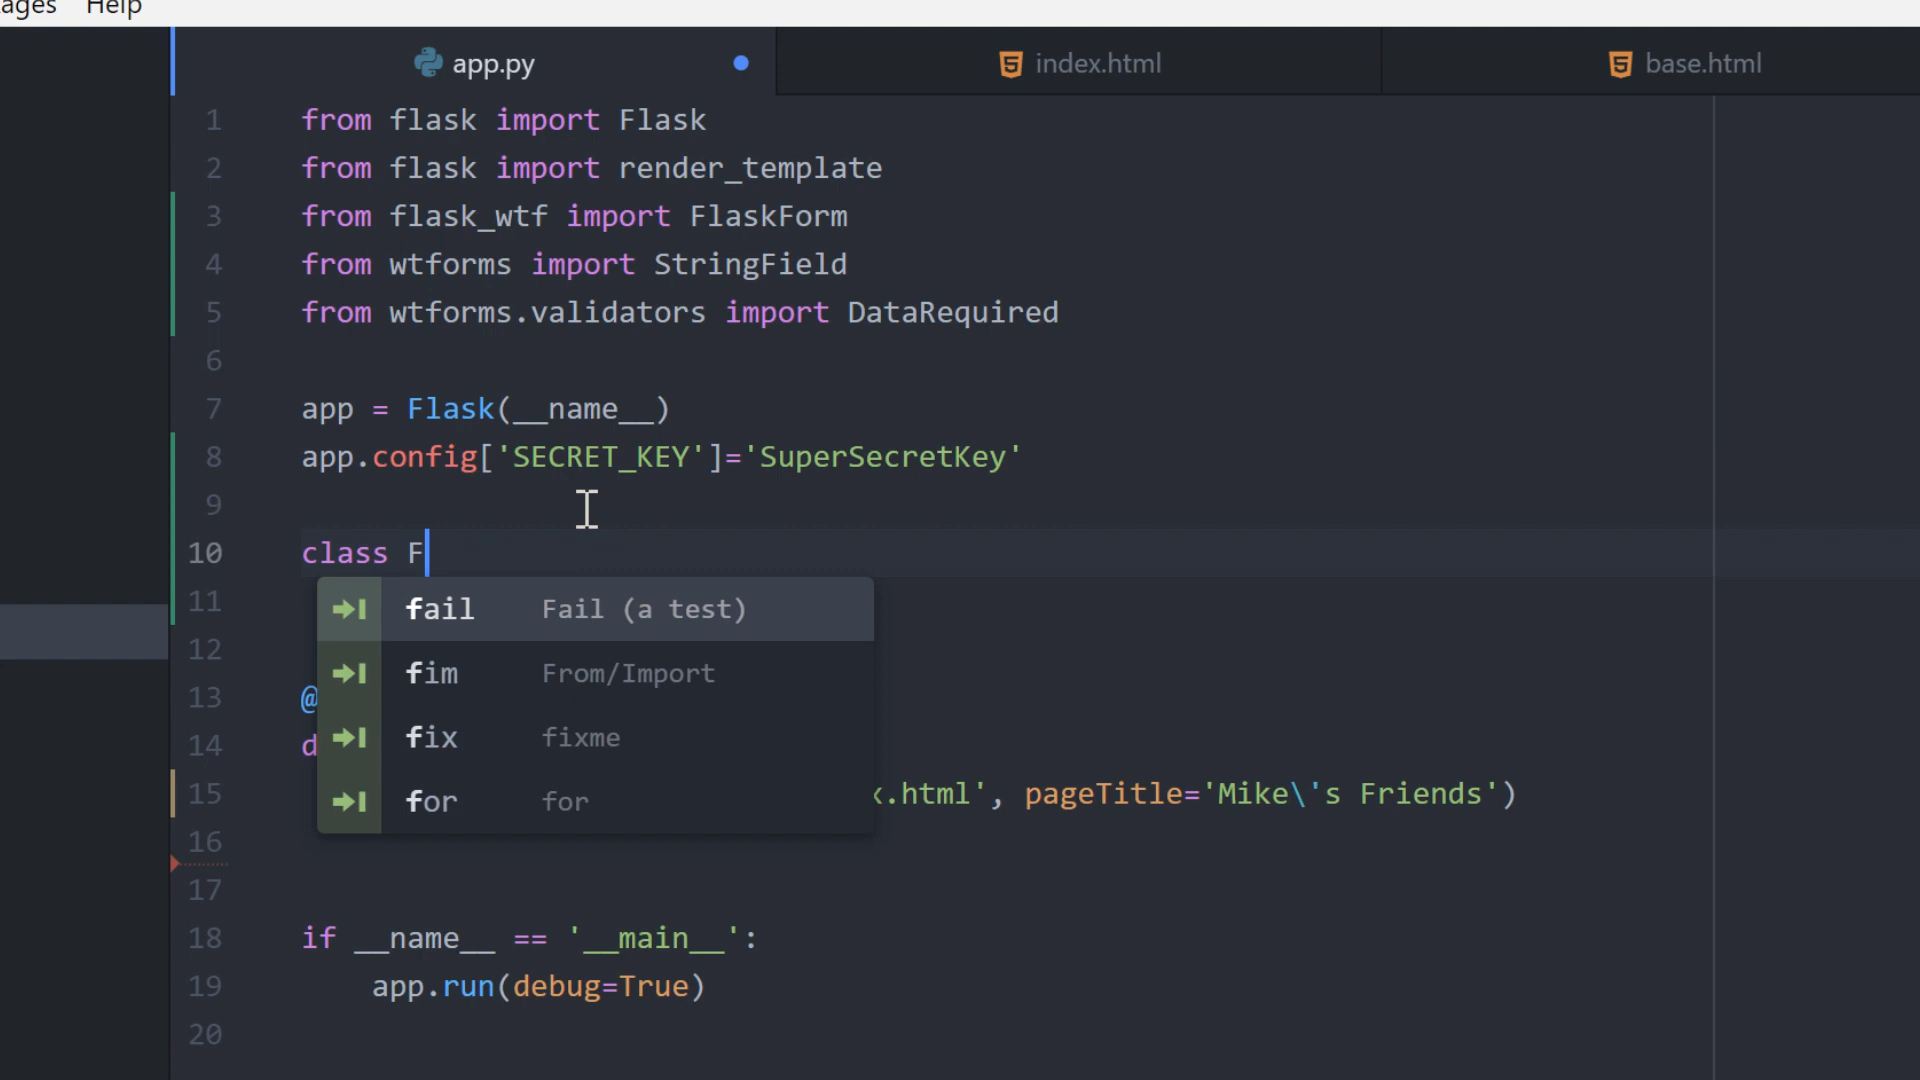 Help
app.py
index.html
base.html
1 from flask import Flask
2 from flask import render_template
3 from flask_wtf import FlaskForm
4 from wtforms import StringField
5 from wtforms.validators import DataRequired
6
7 app = Flask(__name__)
8 app.config['SECRET_KEY']='SuperSecretKey'
9
10 class F
11 fail Fail (a test)
12 fim From/Import
13 @
fix fixme
14 d
15 x.html', pageTitle='Mike\'s Friends')
for for
16
17
18 if __name__ == '__main__':
19 app.run(debug=True)
20